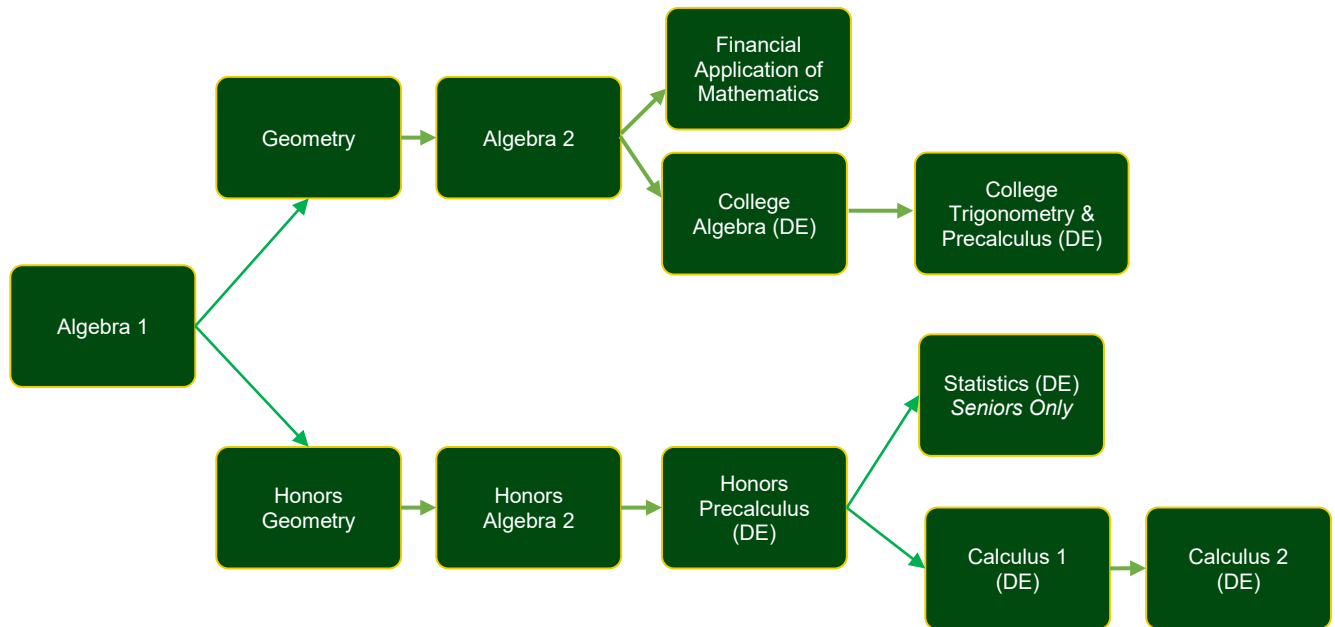 Financial
Application of
Mathematics
Geometry
Algebra 2
College
Algebra (DE)
College
Trigonometry &
Precalculus (DE)
Algebra 1
Statistics (DE)
Seniors Only
Honors
Geometry
Honors
Algebra 2
Honors
Precalculus
(DE)
Calculus 1
(DE)
Calculus 2
(DE)